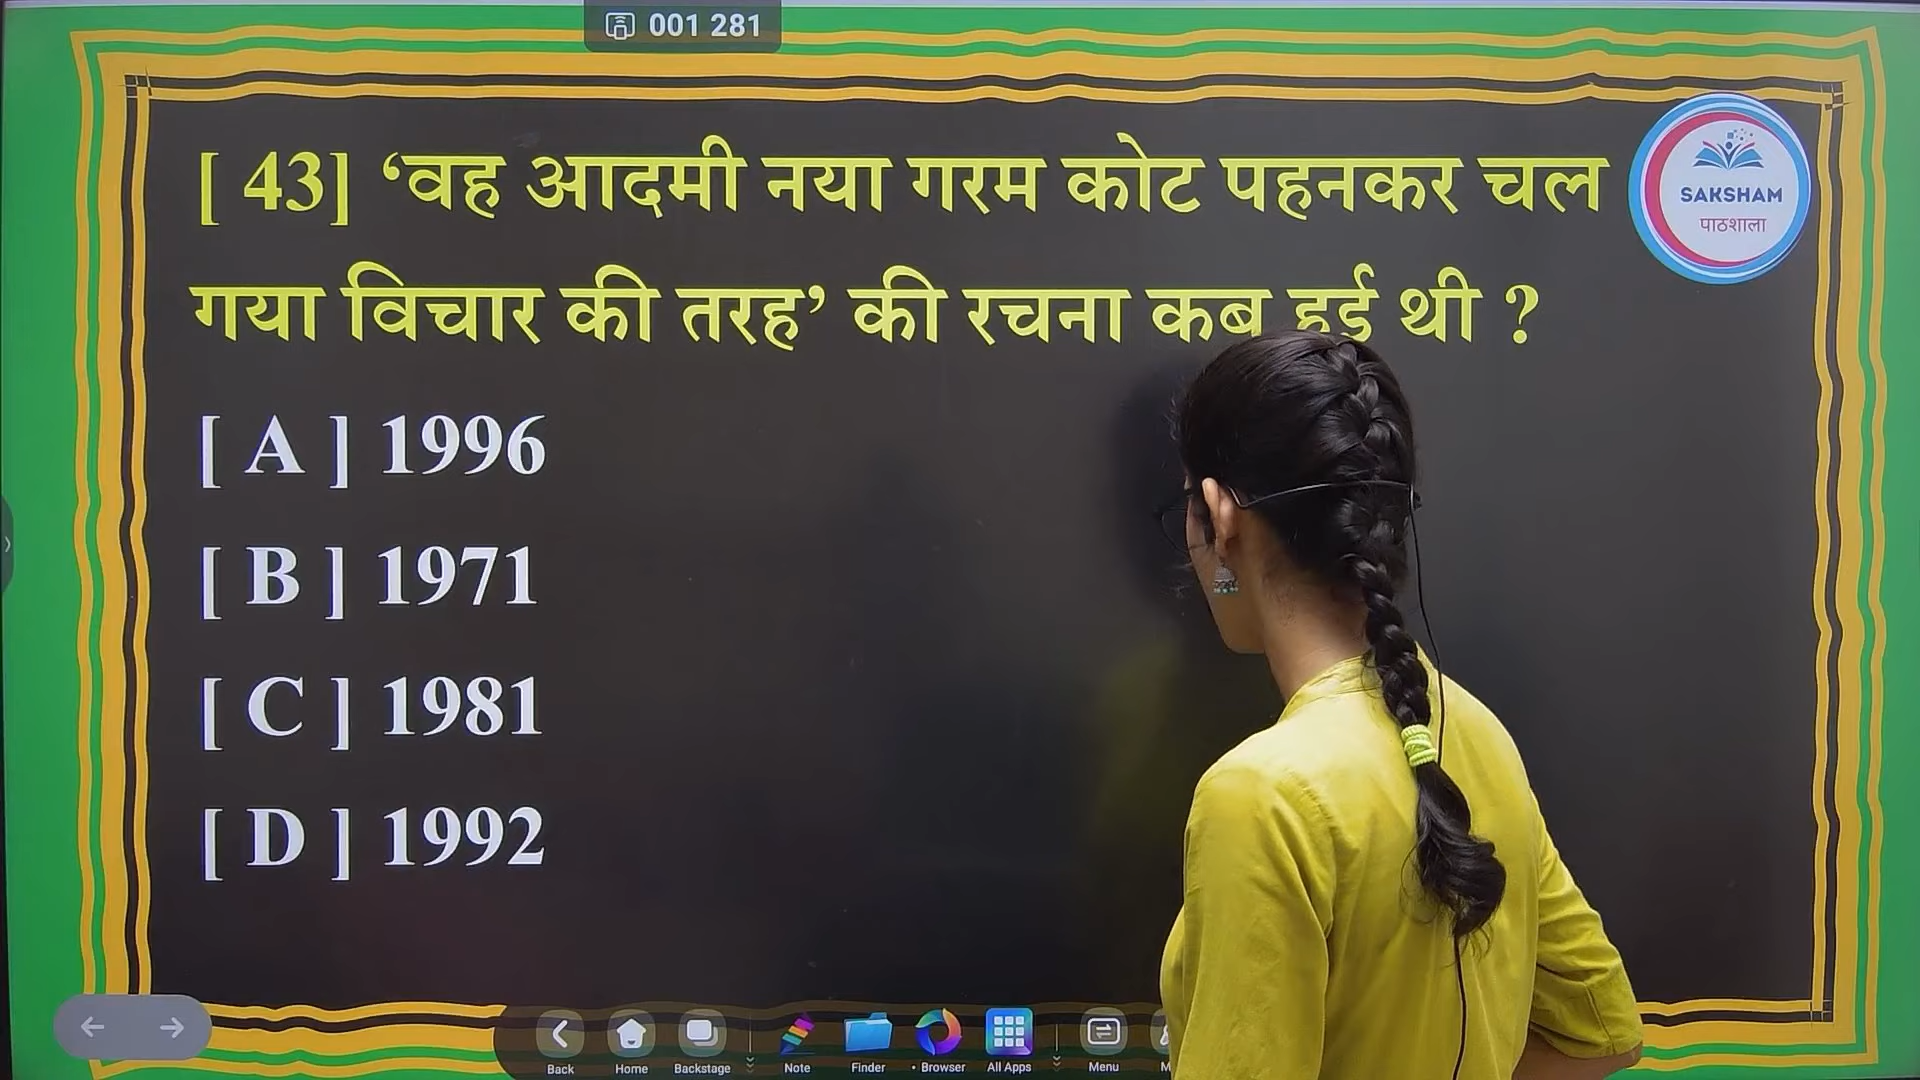 001 281
[ 43] ‘वह आदमी नया गरम कोट पहनकर चल
गया विचार की तरह’ की रचना कब हुई थी ?
SAKSHAM
पाठशाला
[ A ] 1996
[ B ] 1971
[ C ] 1981
[ D ] 1992
Back Home Backstage Note Finder Browser All Apps Menu